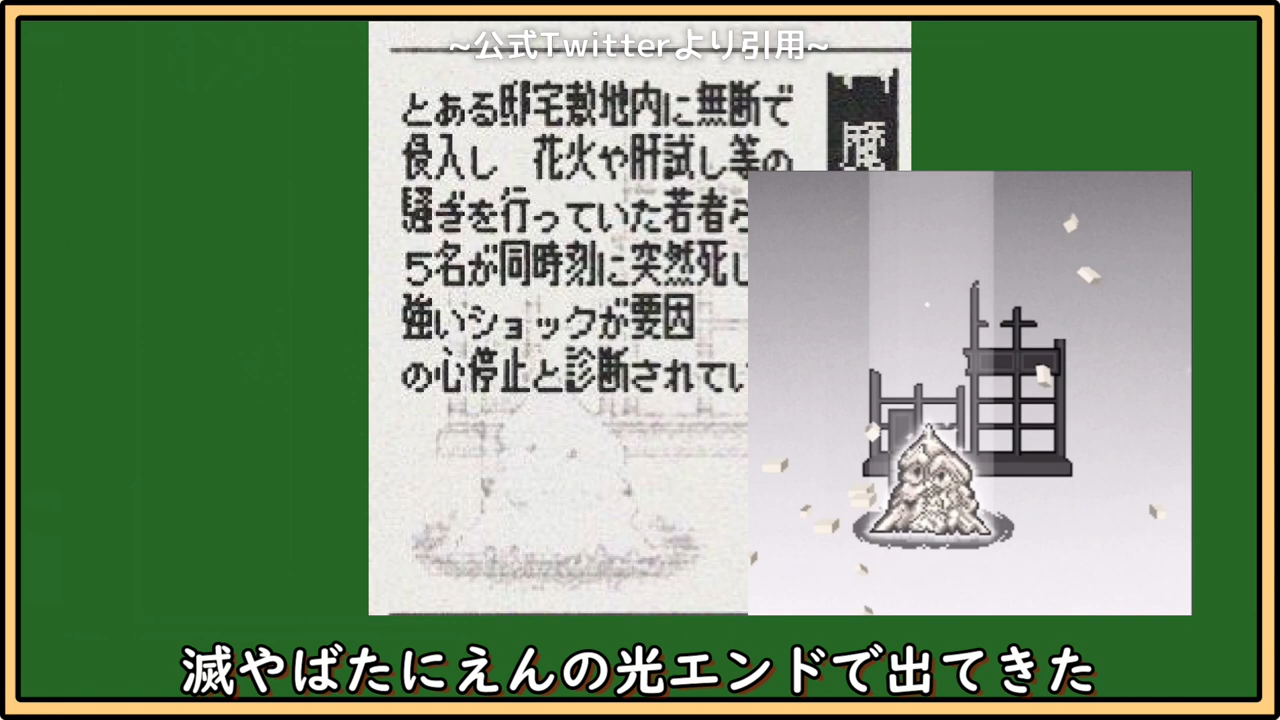 ~公式Twitterより引用~
とある邸宅敷地内に無断で
侵入し　花火や肝試し等の
騒ぎを行っていた若者ら
5名が同時刻に突然死し
強いショックが要因
の心停止と診断されてい
滅やばたにえんの光エンドで出てきた